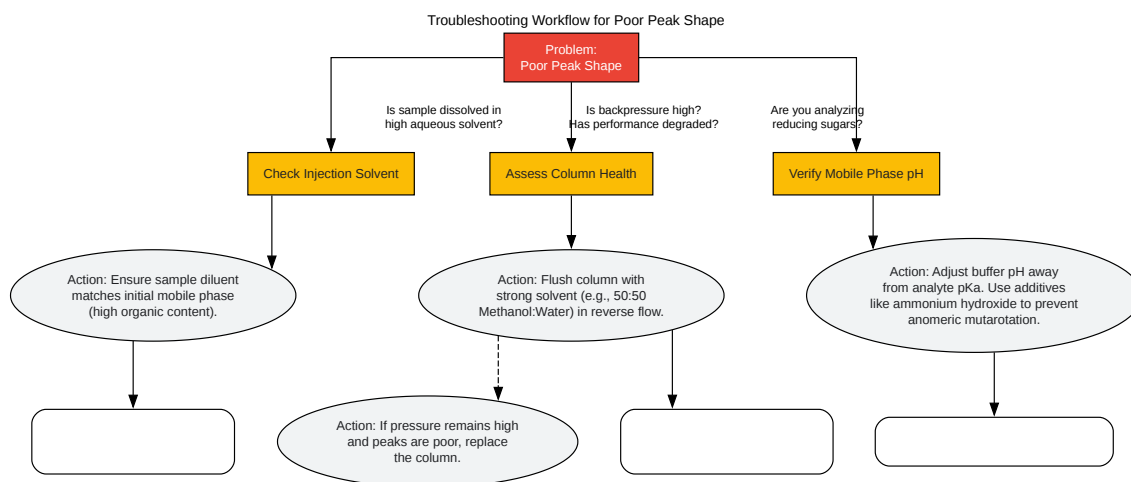 Troubleshooting Workflow for Poor Peak Shape
Problem:
Poor Peak Shape
Is sample dissolved in
high aqueous solvent?
Is backpressure high?
Has performance degraded?
Are you analyzing
reducing sugars?
Check Injection Solvent
Assess Column Health
Verify Mobile Phase pH
Action: Ensure sample diluent
matches initial mobile phase
(high organic content).
Action: Flush column with
strong solvent (e.g., 50:50
Methanol:Water) in reverse flow.
Action: Adjust buffer pH away
from analyte pKa. Use additives
like ammonium hydroxide to prevent
anomeric mutarotation.
Action: If pressure remains high
and peaks are poor, replace
the column.